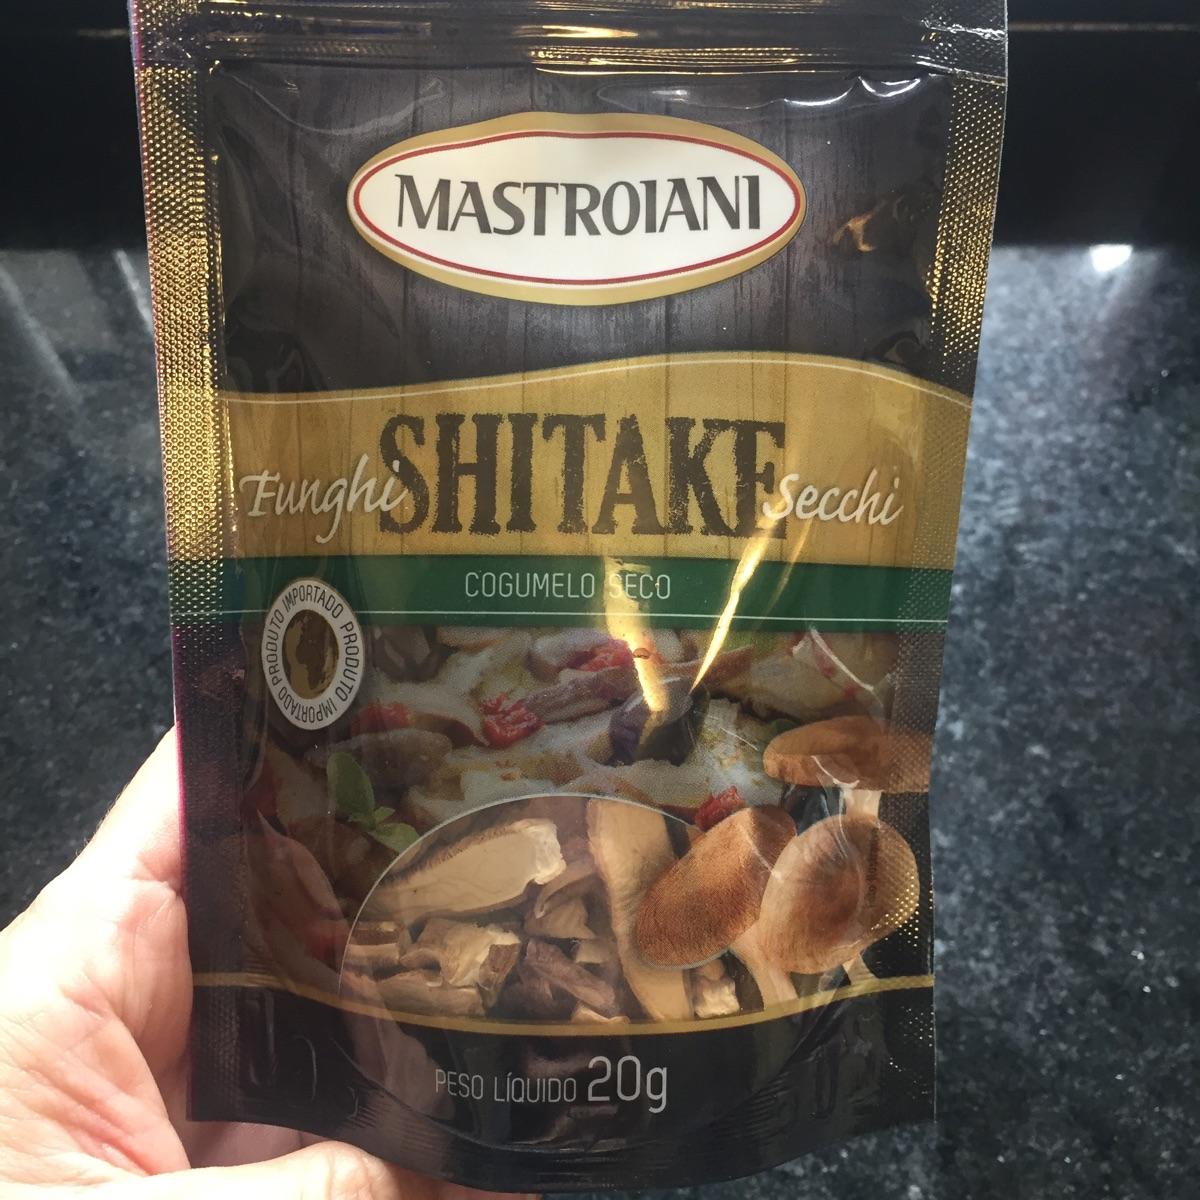 MASTROIANI
Funghi SHITAKE Secchi
COGUMELO SECO
PRODUTO IMPORTADO PRODUTO IMPORTADO
PESO LÍQUIDO 20g